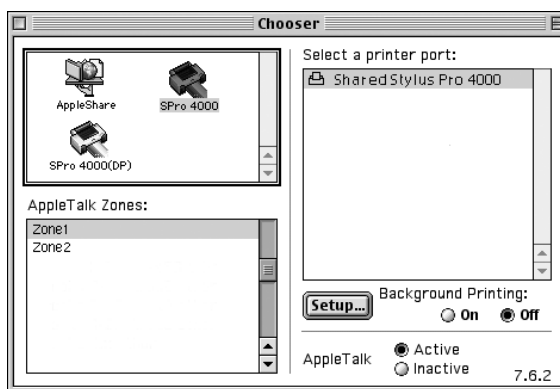 Chooser
AppleShare
SPro 4000
SPro 4000(DP)
AppleTalk Zones:
Zone1
Zone2
Select a printer port:
Shared Stylus Pro 4000
Setup...
Background Printing:
On
Off
AppleTalk
Active
Inactive
7.6.2